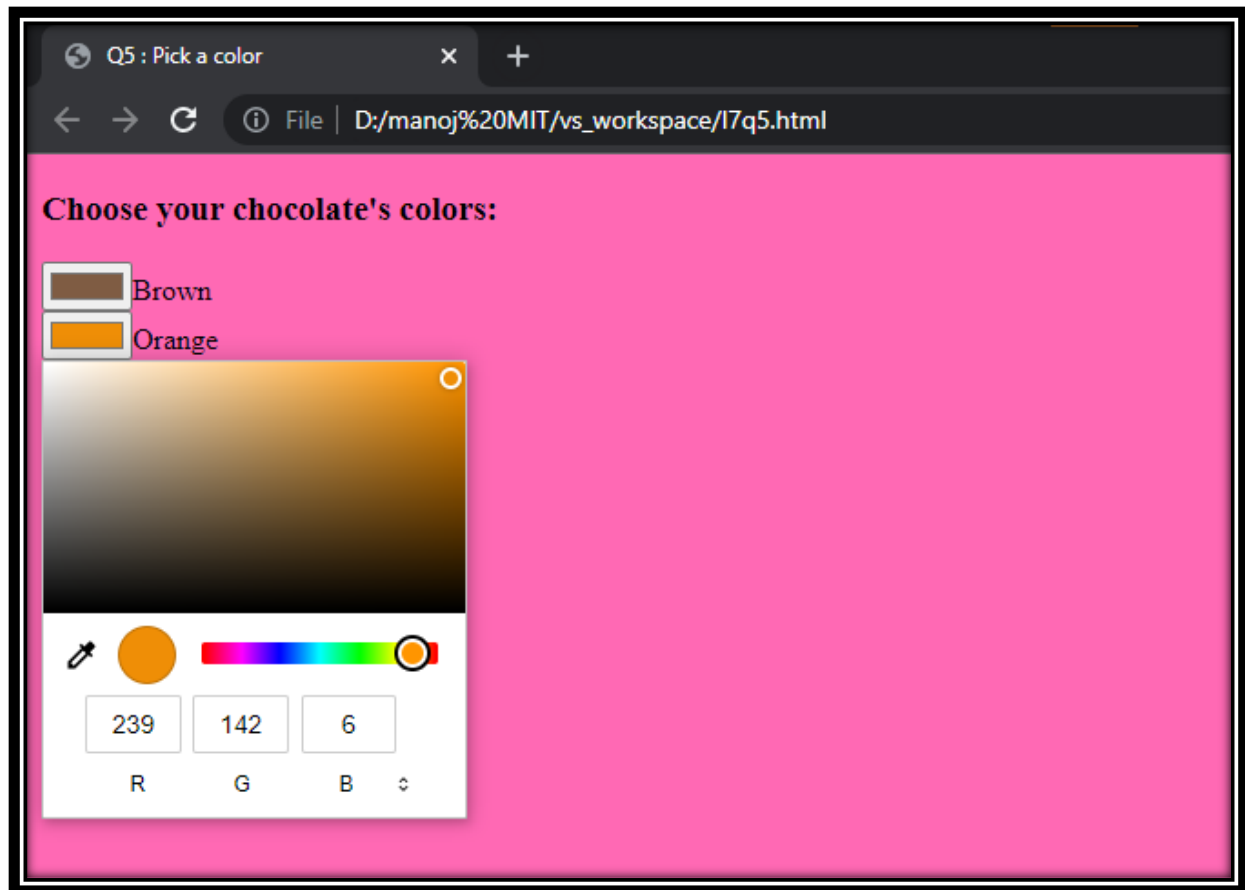 Q5 : Pick a color
File | D:/manoj%20MIT/vs_workspace/l7q5.html
Choose your chocolate's colors:
Brown
Orange
239 142 6
R G B